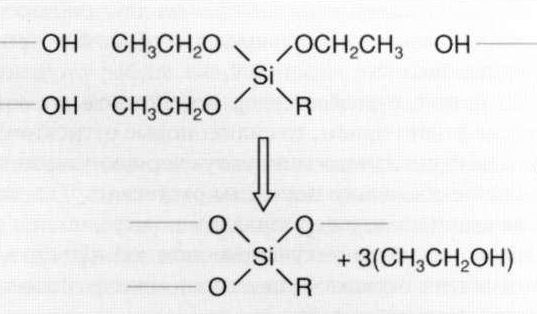 OH CH₃CH₂O OCH₂CH₃ OH
Si
OH CH₃CH₂O R
O O
Si
O R + 3(CH₃CH₂OH)